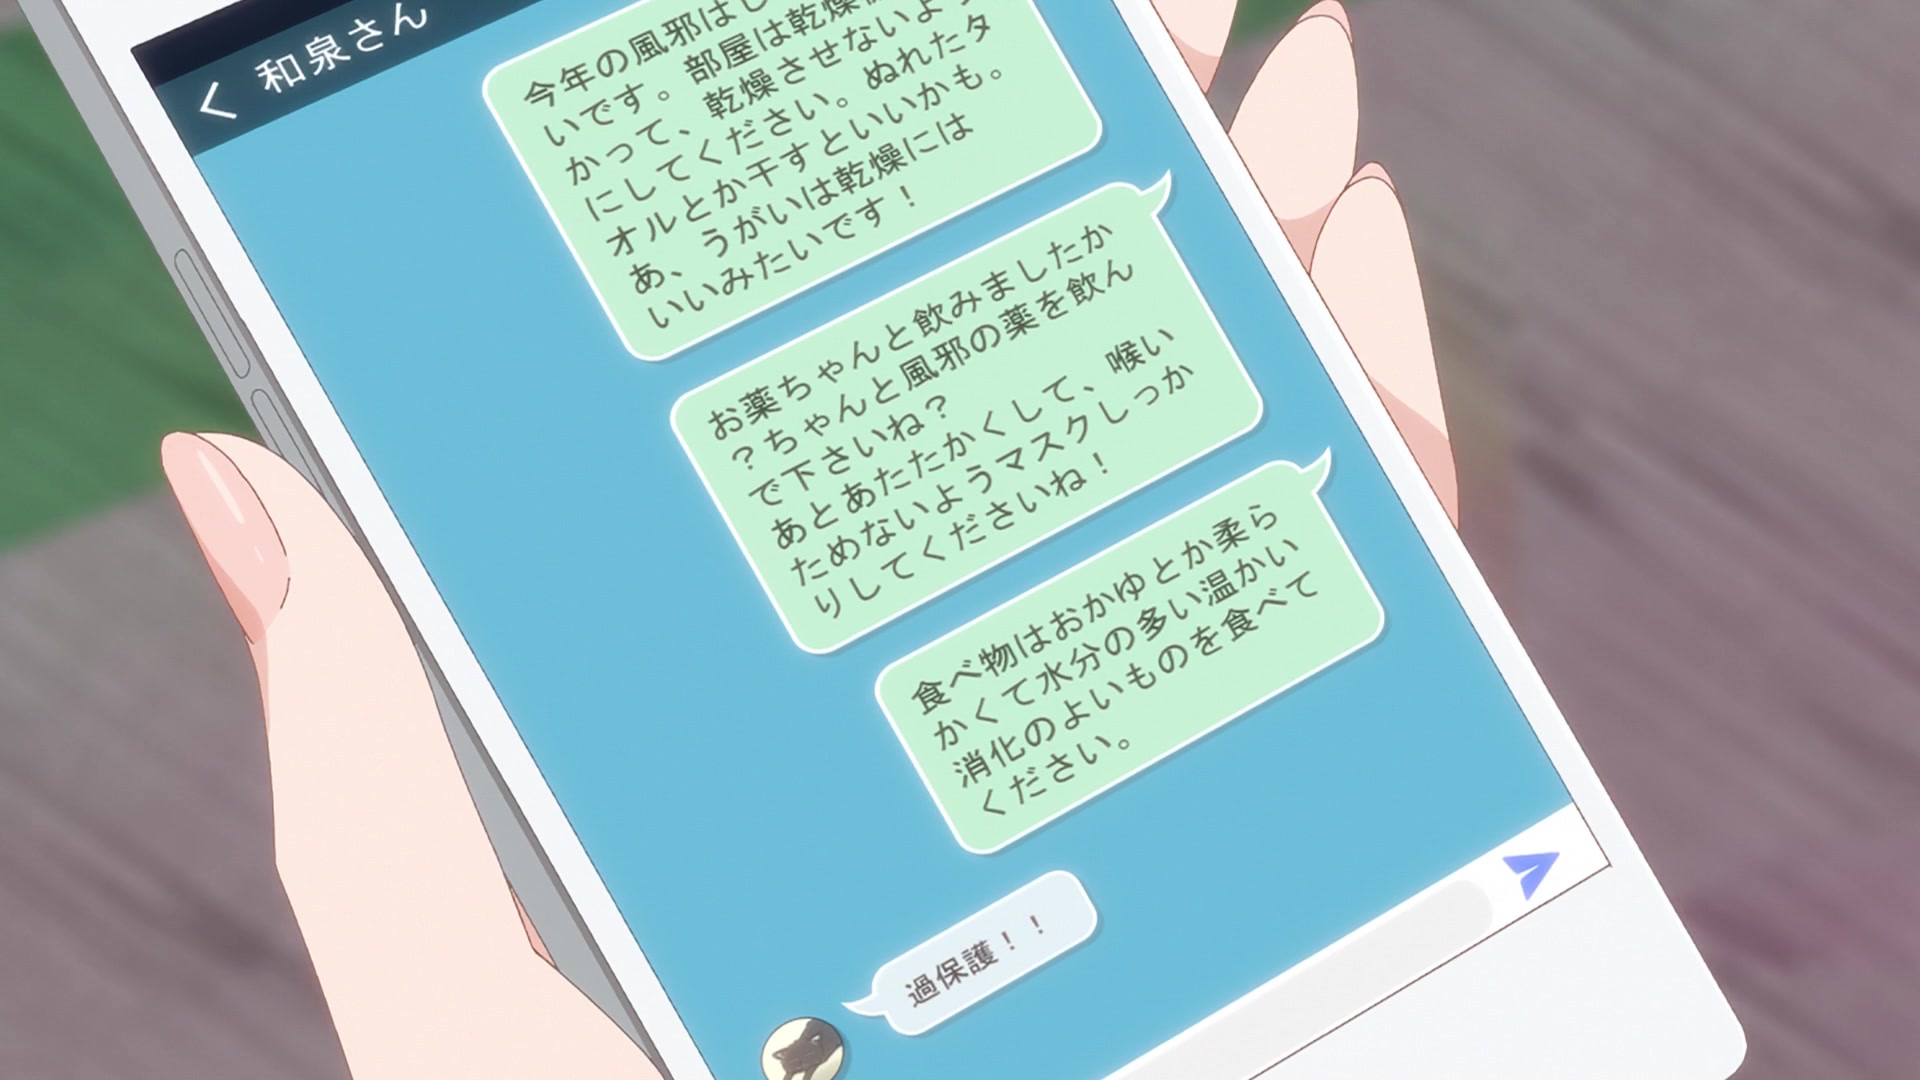 和泉さん
今年の風邪はし
いです。部屋は乾燥
かって、乾燥させないよう
にしてください。ぬれたタ
オルとか干すといいかも。
あ、うがいは乾燥には
いいみたいです！
お薬ちゃんと飲みましたか
？ちゃんと風邪の薬を飲ん
で下さいね？
あとあたたかくして、喉い
ためないようマスクしっか
りしてくださいね！
食べ物はおかゆとか柔ら
かくて水分の多い温かい
消化のよいものを食べて
ください。
過保護！！